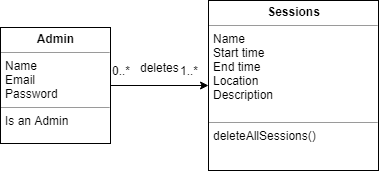 Admin
Name
Email
Password
Is an Admin
0..* deletes 1..*
Sessions
Name
Start time
End time
Location
Description
deleteAllSessions()